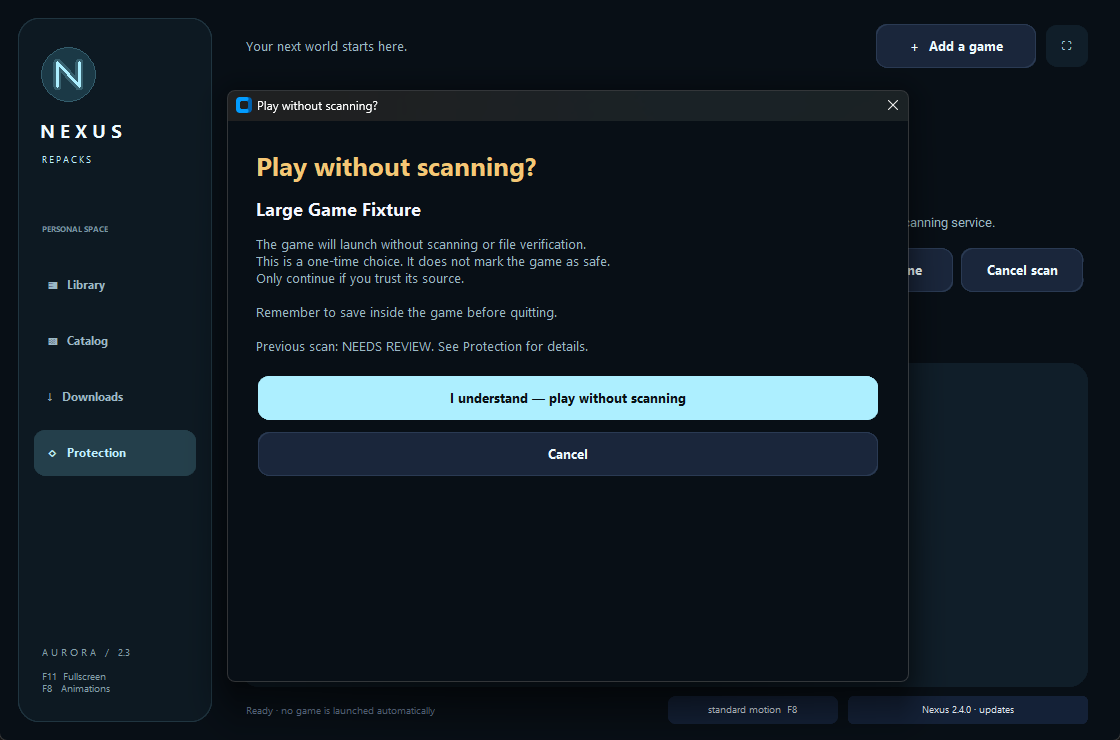 NEXUS
REPACKS
PERSONAL SPACE
Library
Catalog
↓ Downloads
Protection
AURORA / 2.3
F11 Fullscreen
F8 Animations
Your next world starts here.
+ Add a game
Play without scanning?
Play without scanning?
Large Game Fixture
The game will launch without scanning or file verification.
This is a one-time choice. It does not mark the game as safe.
Only continue if you trust its source.
Remember to save inside the game before quitting.
Previous scan: NEEDS REVIEW. See Protection for details.
I understand — play without scanning
Cancel
canning service.
Cancel scan
Ready · no game is launched automatically
standard motion F8
Nexus 2.4.0 · updates